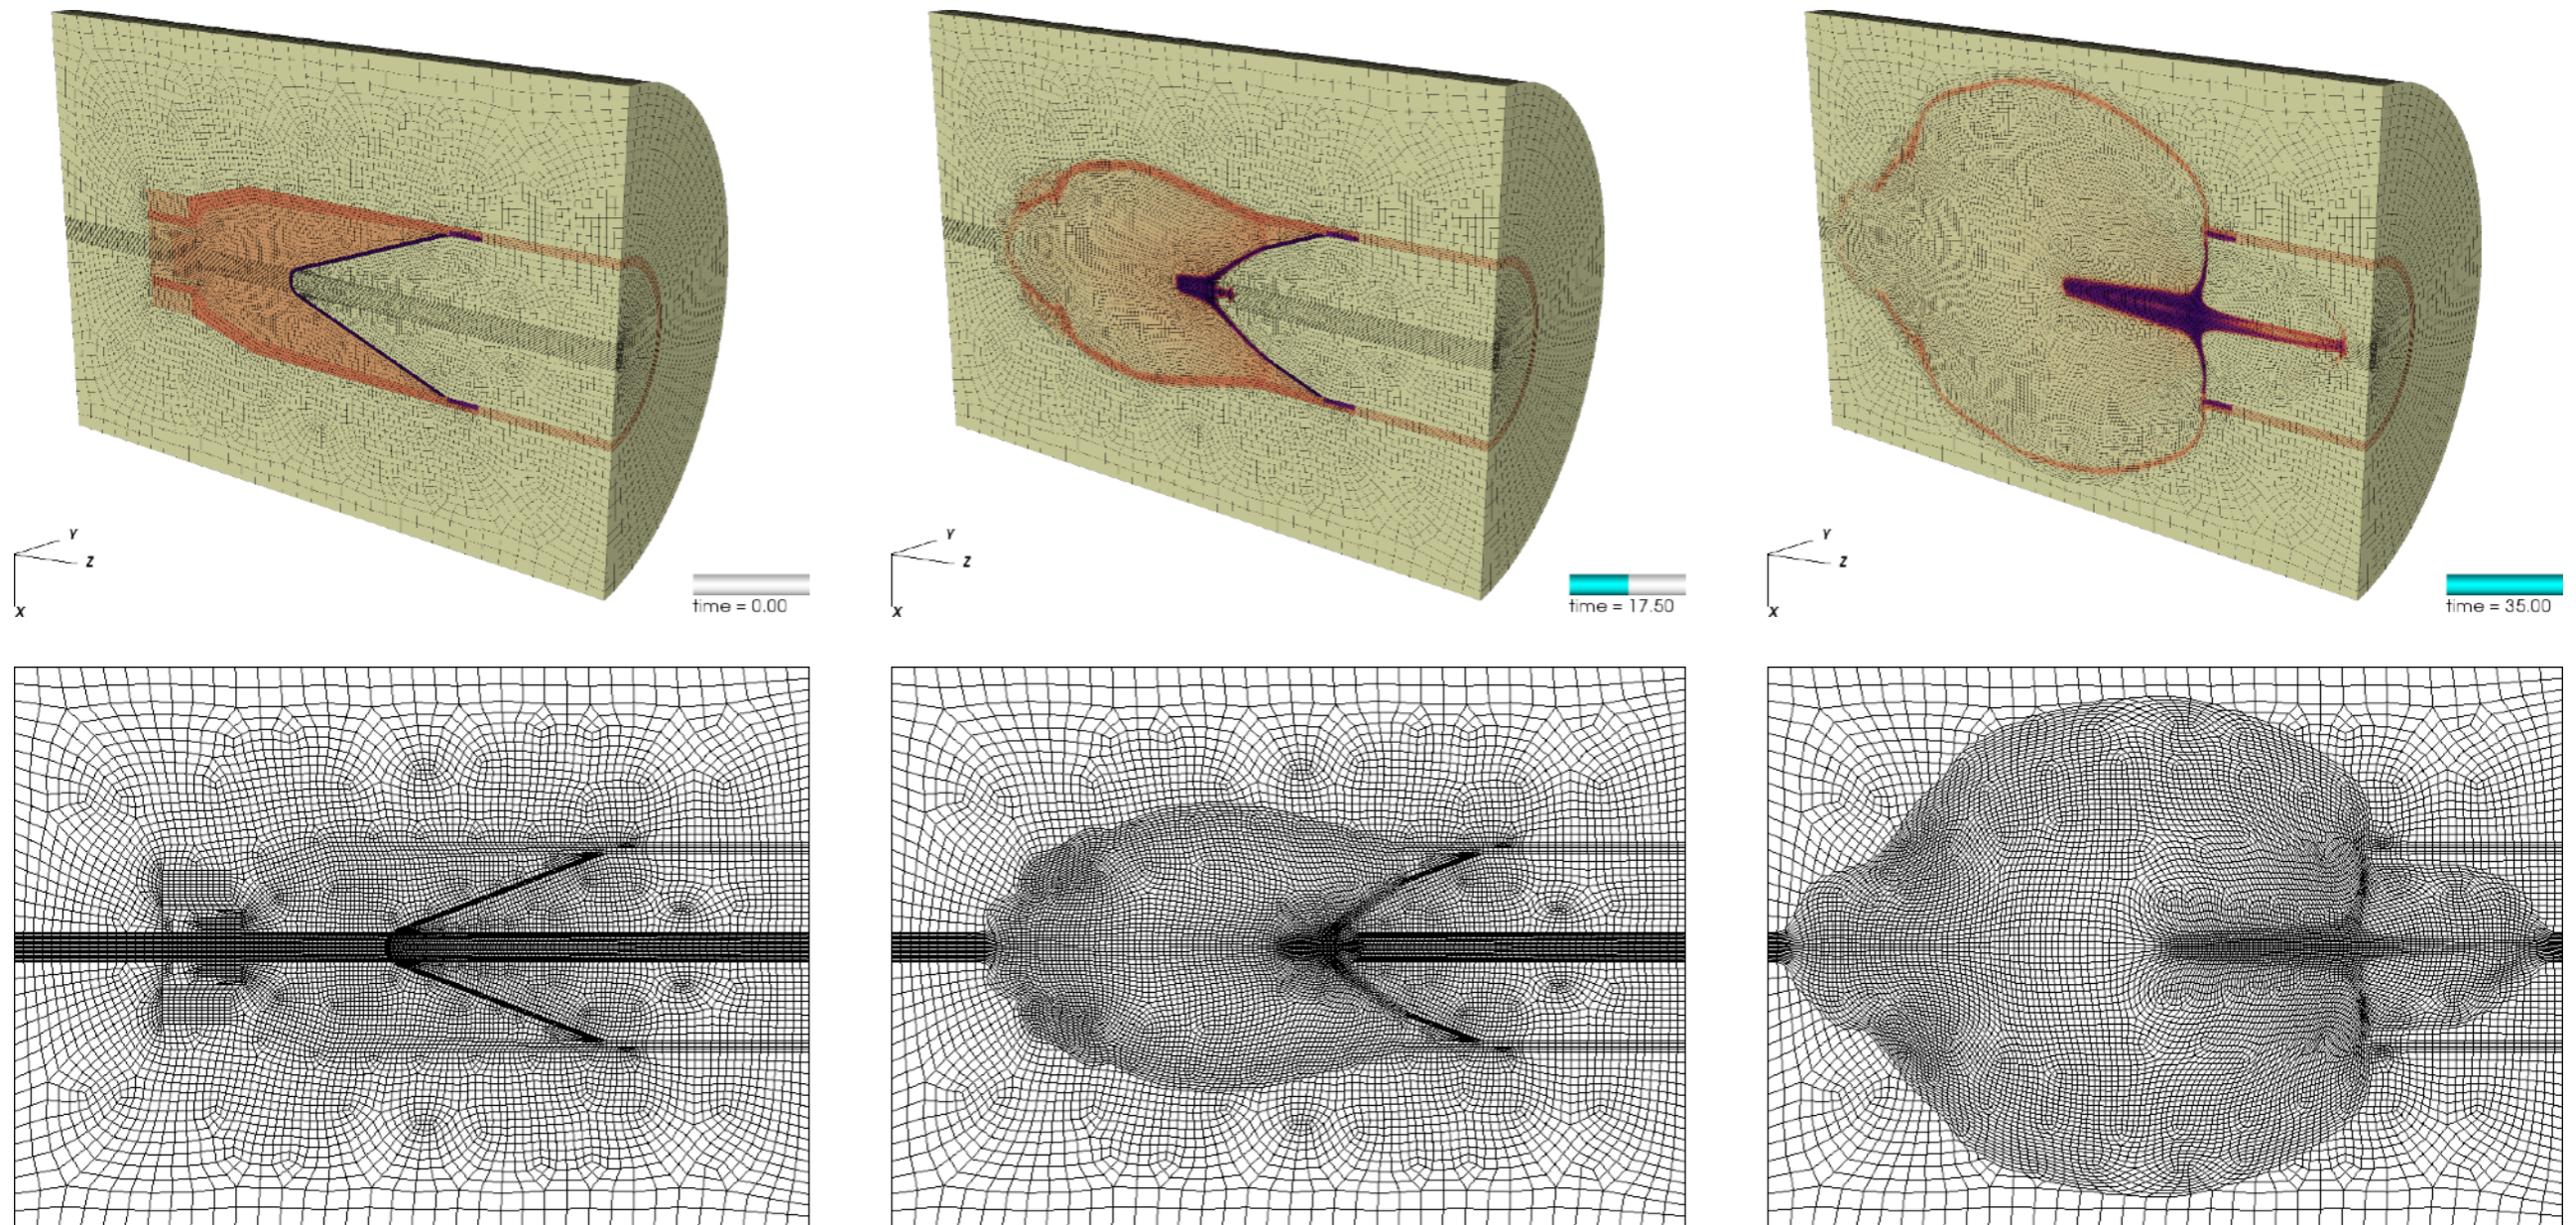 Y
Z
X
time = 0.00
Y
Z
X
time = 17.50
Y
Z
X
time = 35.00